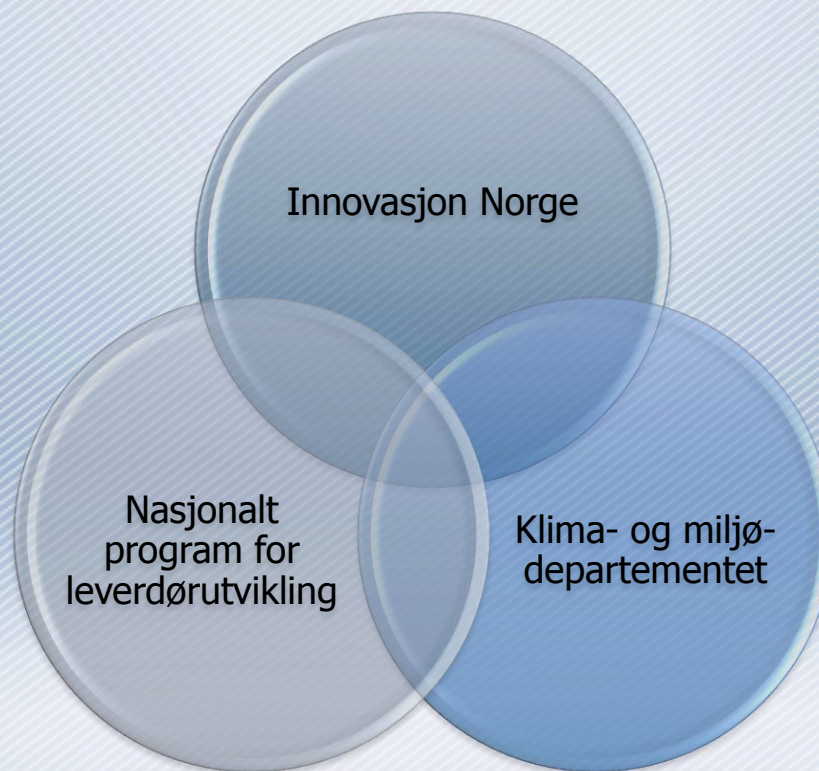 Innovasjon Norge
Nasjonalt
program for
leverdørutvikling
Klima- og miljø-
departementet